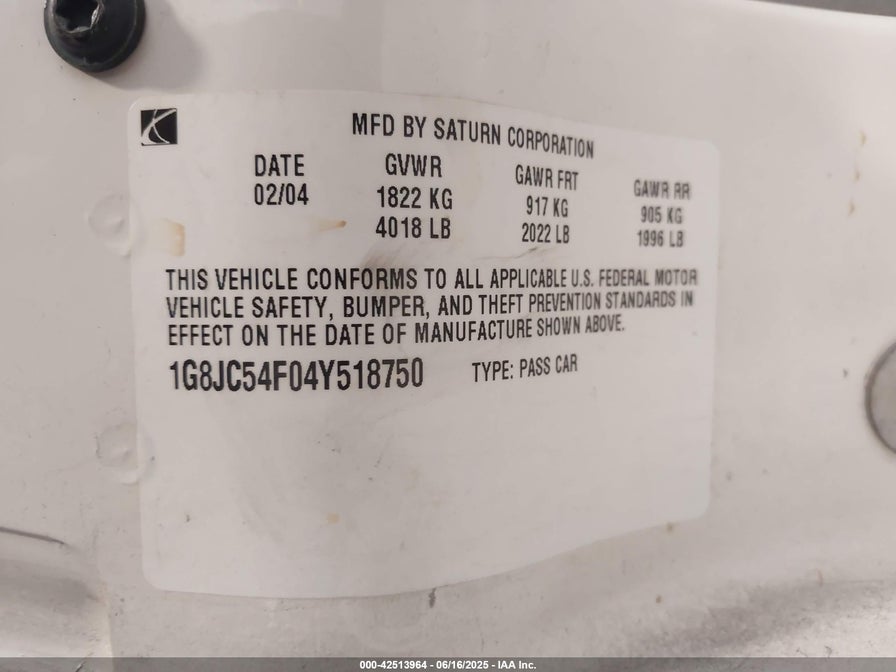 MFD BY SATURN CORPORATION
DATE GVWR GAWR FRT GAWR RR
02/04 1822 KG 917 KG 905 KG
4018 LB 2022 LB 1996 LB
THIS VEHICLE CONFORMS TO ALL APPLICABLE U.S. FEDERAL MOTOR
VEHICLE SAFETY, BUMPER, AND THEFT PREVENTION STANDARDS IN
EFFECT ON THE DATE OF MANUFACTURE SHOWN ABOVE.
1G8JC54F04Y518750 TYPE: PASS CAR
000-42513964 - 06/16/2025 - IAA Inc.